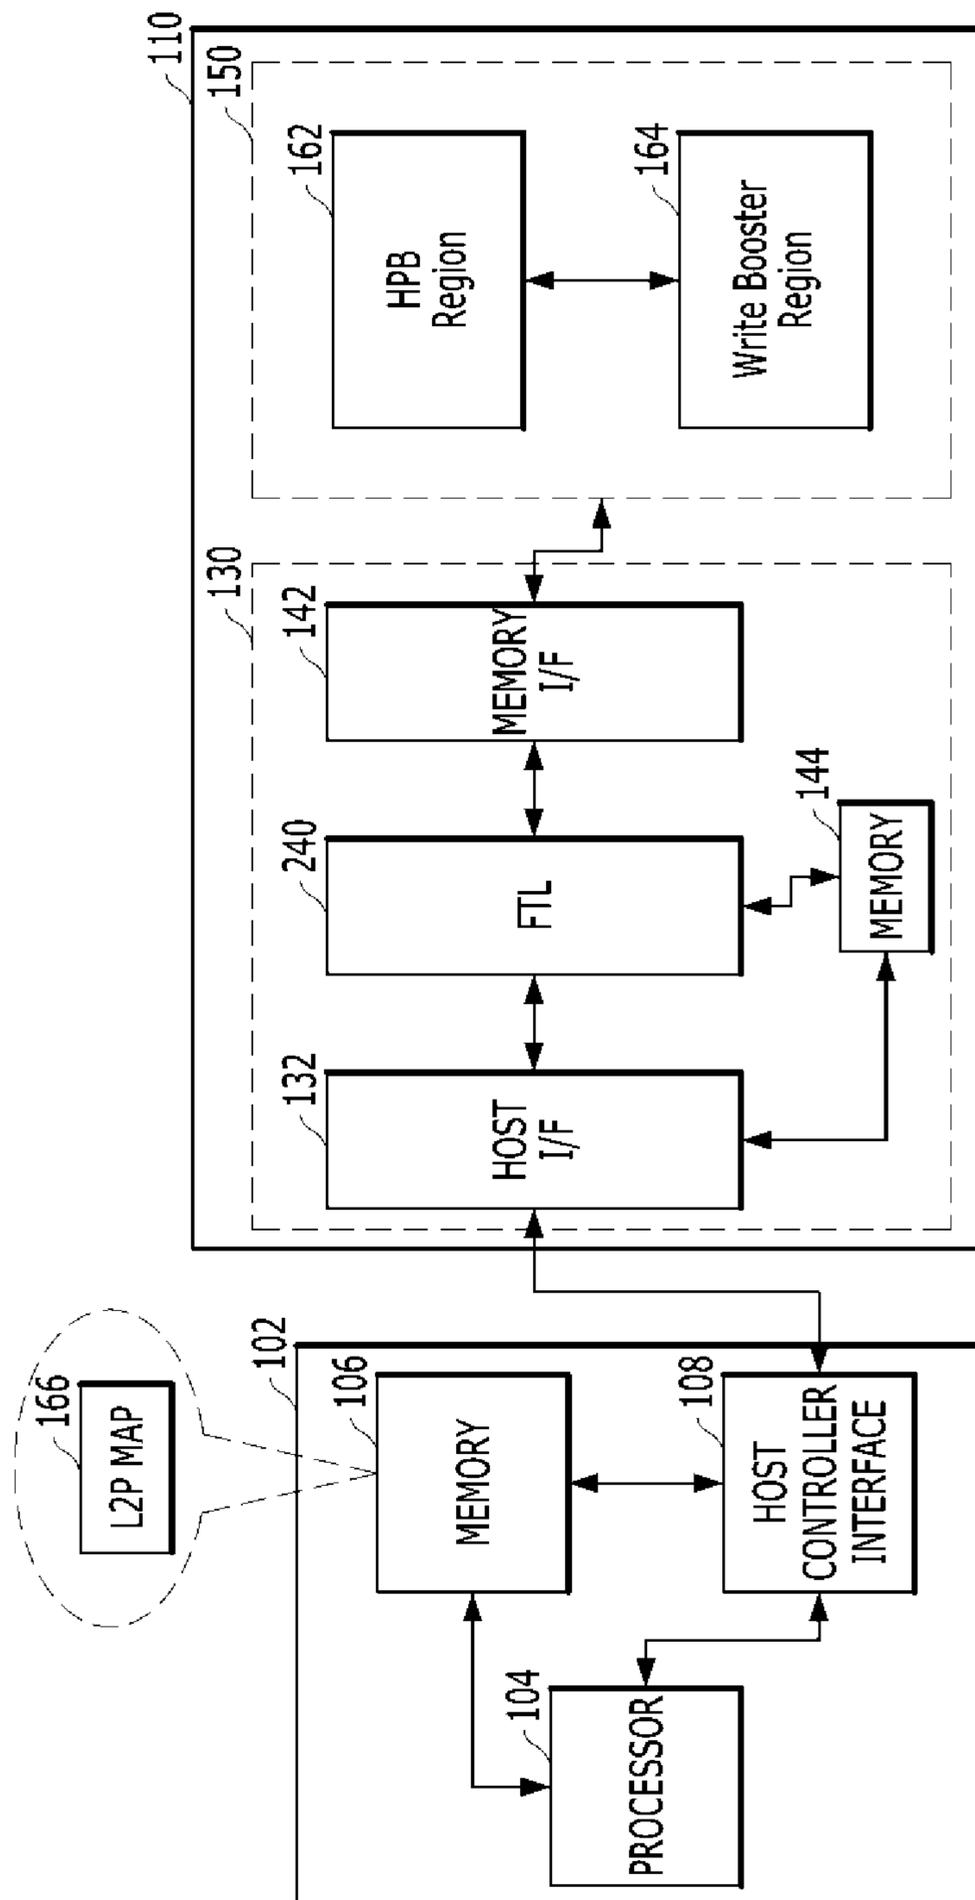 166
L2P MAP
102
106
MEMORY
104
PROCESSOR
108
HOST
CONTROLLER
INTERFACE
110
130
132
HOST
I/F
240
FTL
142
MEMORY
I/F
144
MEMORY
150
162
HPB
Region
164
Write Booster
Region